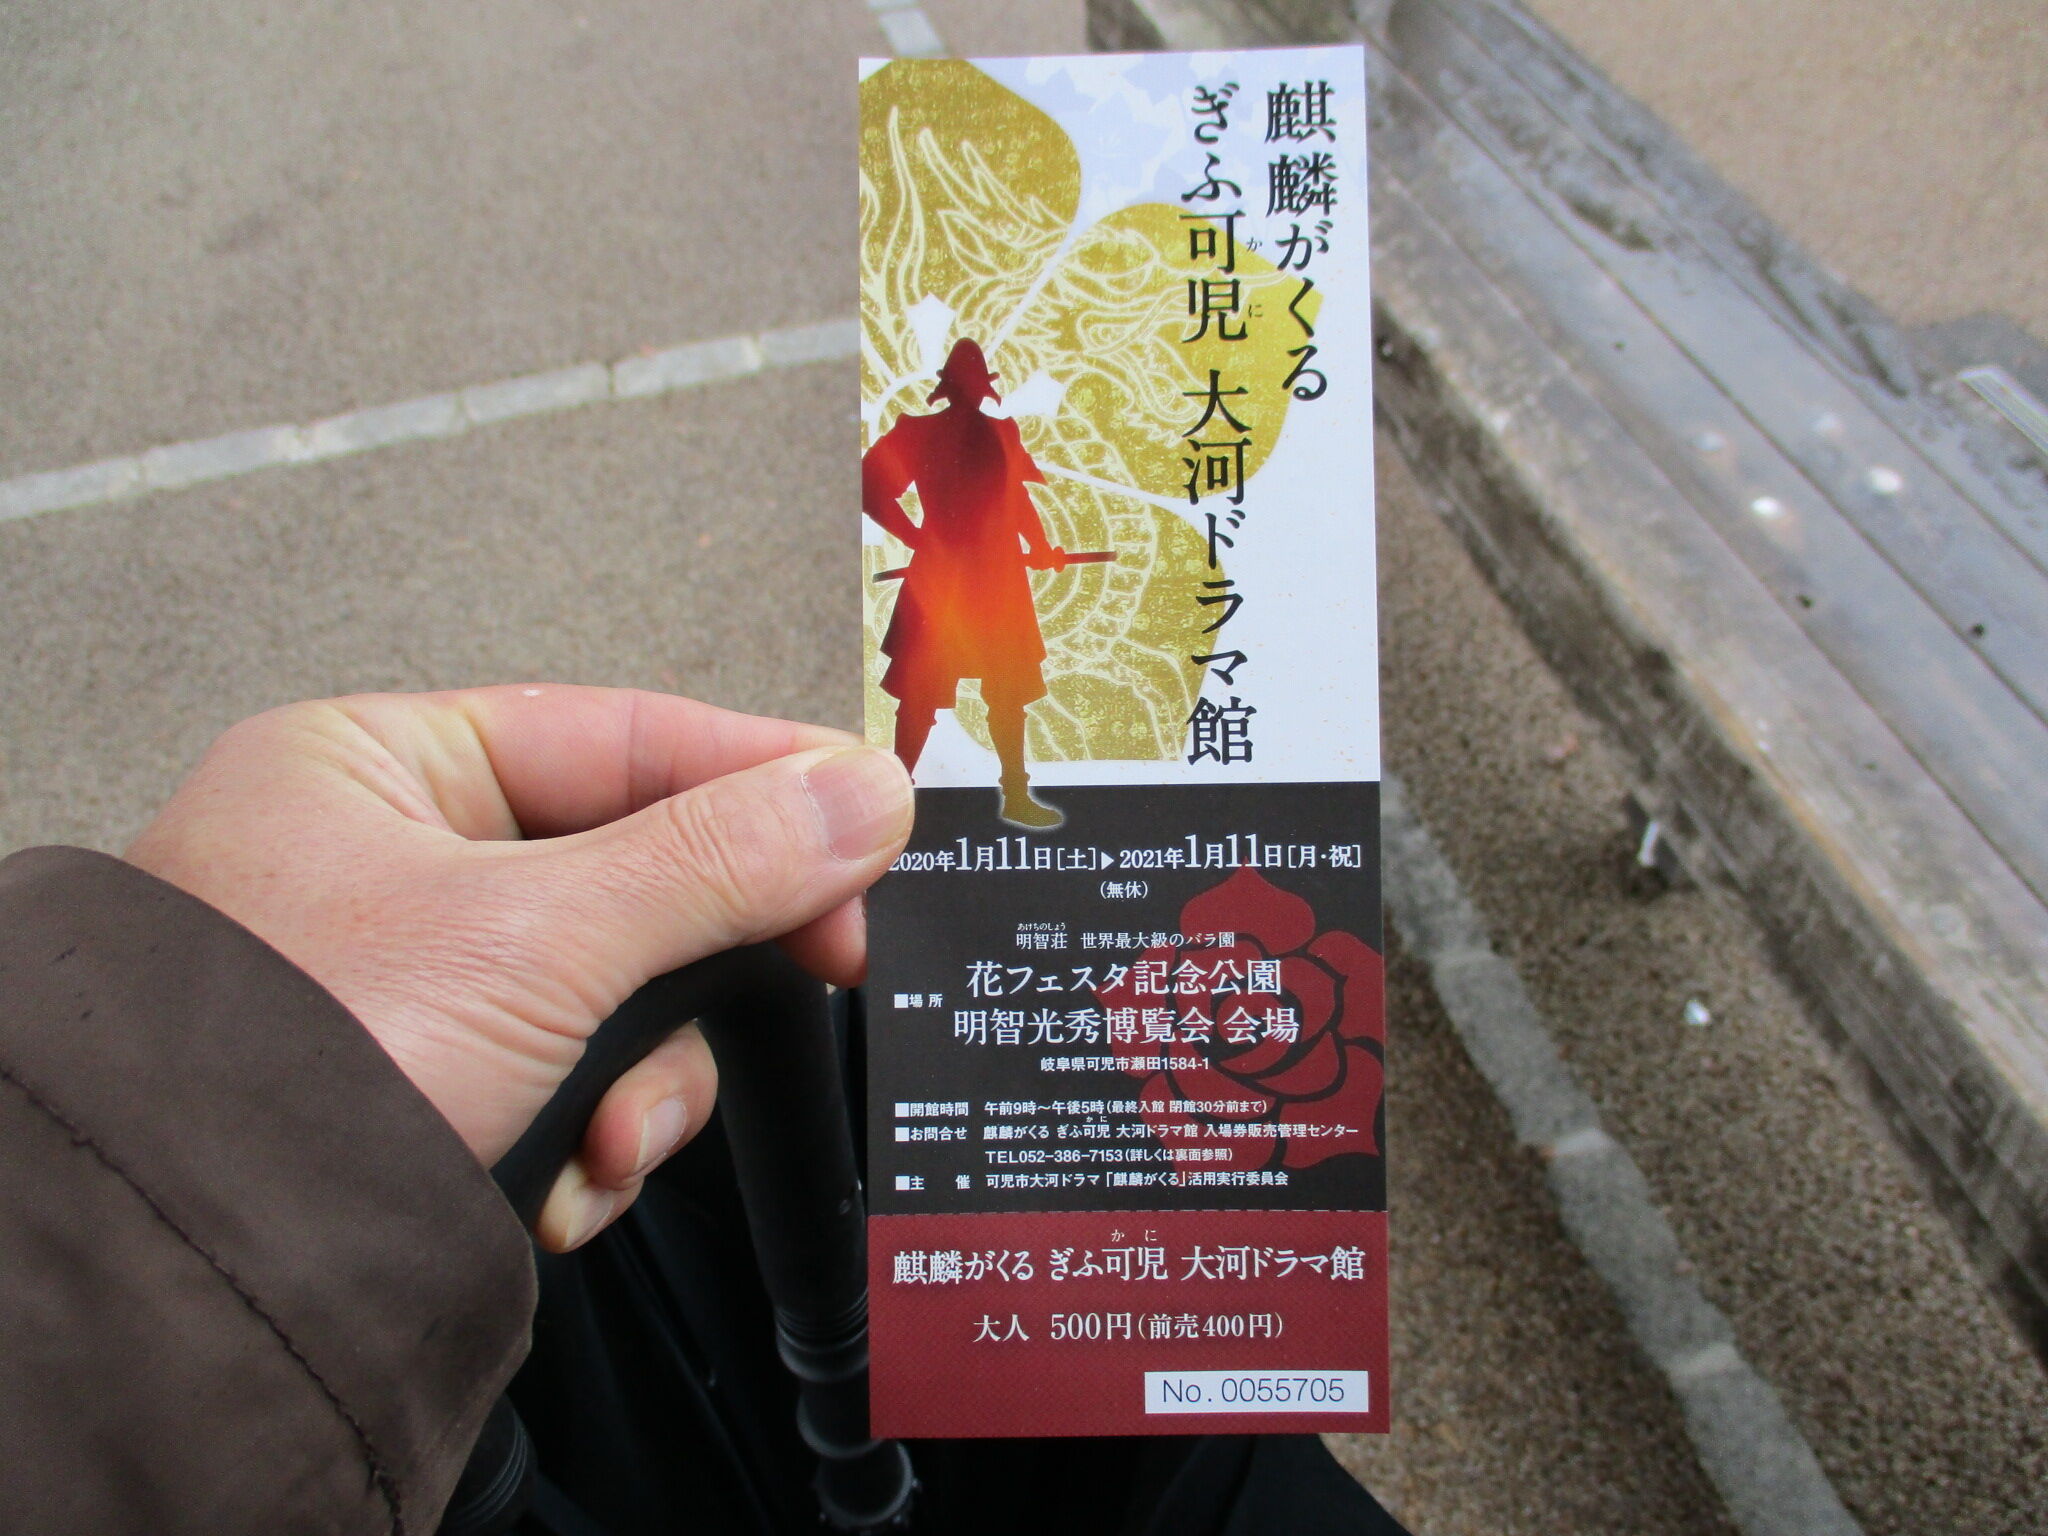 麒麟がくる
ぎふ可児 大河ドラマ館
かに
2020年1月11日[土]▶2021年1月11日[月・祝]
(無休)
あけちのしょう
明智荘 世界最大級のバラ園
花フェスタ記念公園
■場所
明智光秀博覧会 会場
岐阜県可児市瀬田1584-1
■開館時間 午前9時～午後5時(最終入館 閉館30分前まで)
かに
■お問合せ 麒麟がくる ぎふ可児 大河ドラマ館 入場券販売管理センター
TEL052-386-7153(詳しくは裏面参照)
■主 催 可児市大河ドラマ「麒麟がくる」活用実行委員会
かに
麒麟がくる ぎふ可児 大河ドラマ館
大人 500円(前売400円)
No.0055705